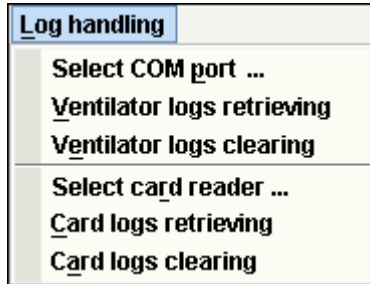 Log handling
Select COM port ...
Ventilator logs retrieving
Ventilator logs clearing
Select card reader ...
Card logs retrieving
Card logs clearing